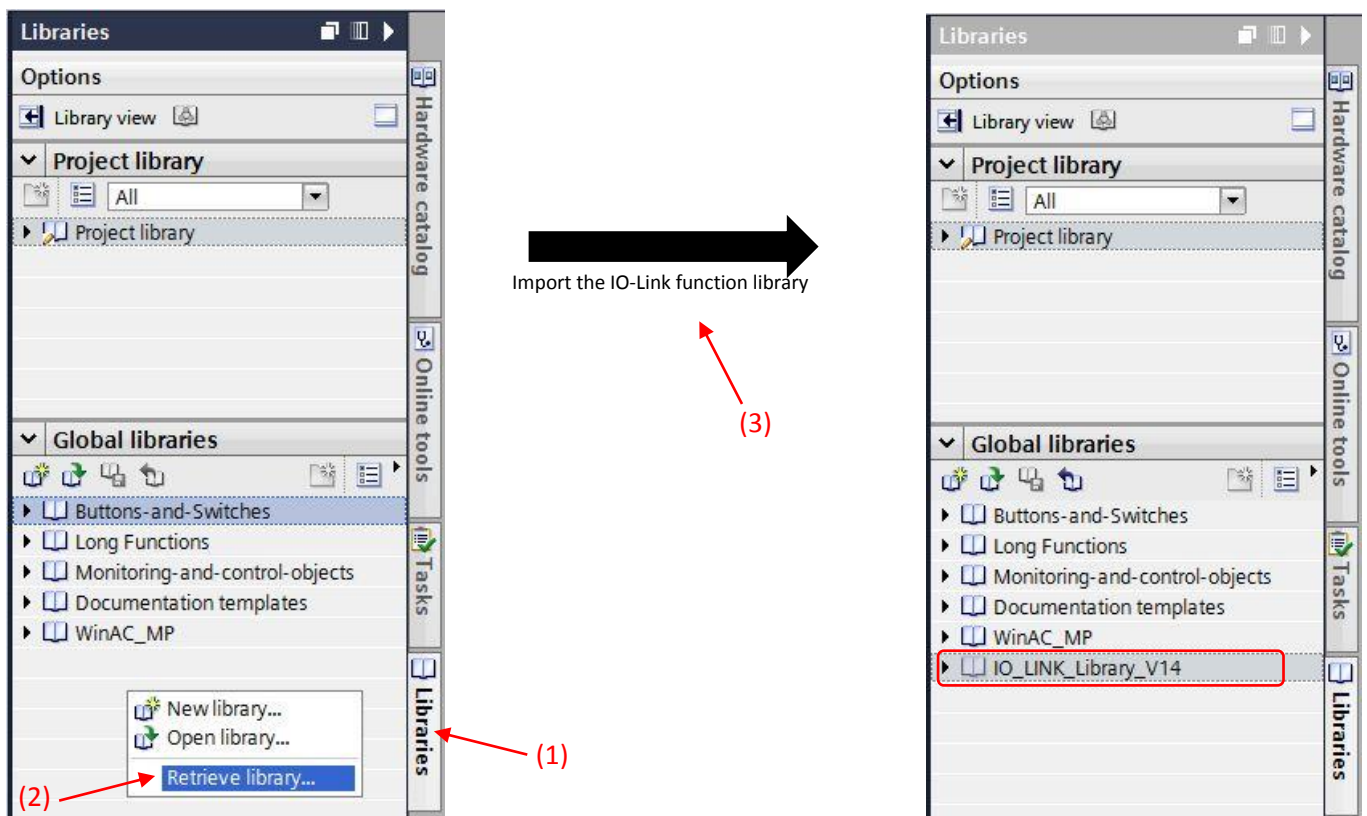 Libraries
Options
Library view
Project library
All
Project library
Global libraries
Buttons-and-Switches
Long Functions
Monitoring-and-control-objects
Documentation templates
WinAC_MP
New library...
Open library...
Retrieve library...
(2)
Hardware catalog
Online tools
Tasks
Libraries
(1)
Import the IO-Link function library
(3)
Libraries
Options
Library view
Project library
All
Project library
Global libraries
Buttons-and-Switches
Long Functions
Monitoring-and-control-objects
Documentation templates
WinAC_MP
IO_LINK_Library_V14
Hardware catalog
Online tools
Tasks
Libraries